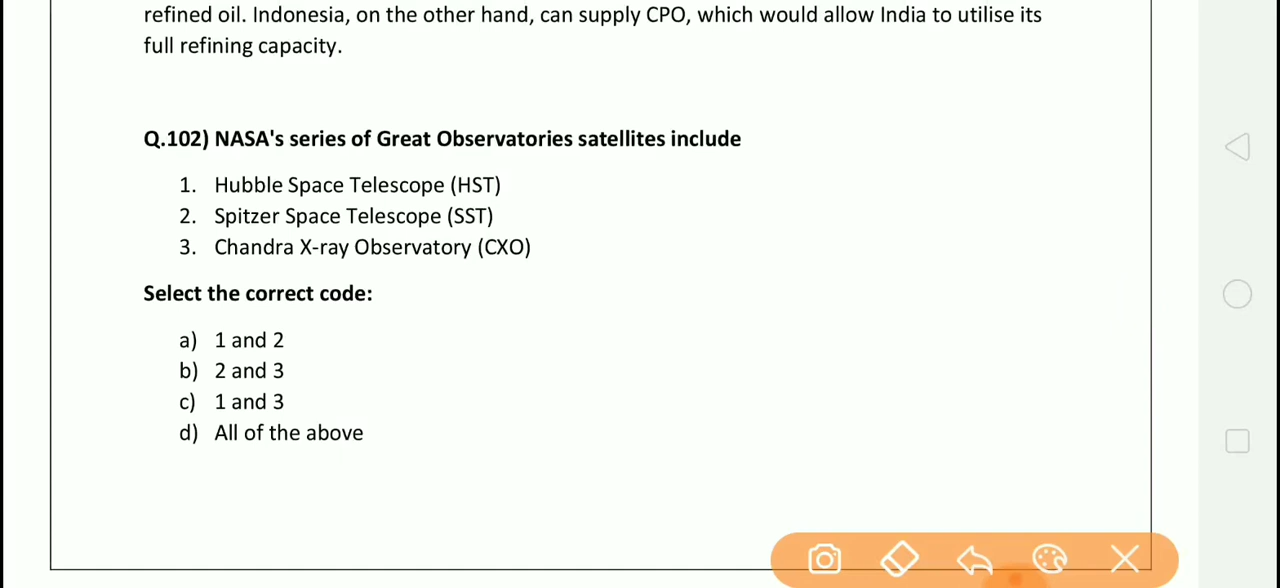 refined oil. Indonesia, on the other hand, can supply CPO, which would allow India to utilise its
full refining capacity.
Q.102) NASA's series of Great Observatories satellites include
1. Hubble Space Telescope (HST)
2. Spitzer Space Telescope (SST)
3. Chandra X-ray Observatory (CXO)
Select the correct code:
a) 1 and 2
b) 2 and 3
c) 1 and 3
d) All of the above